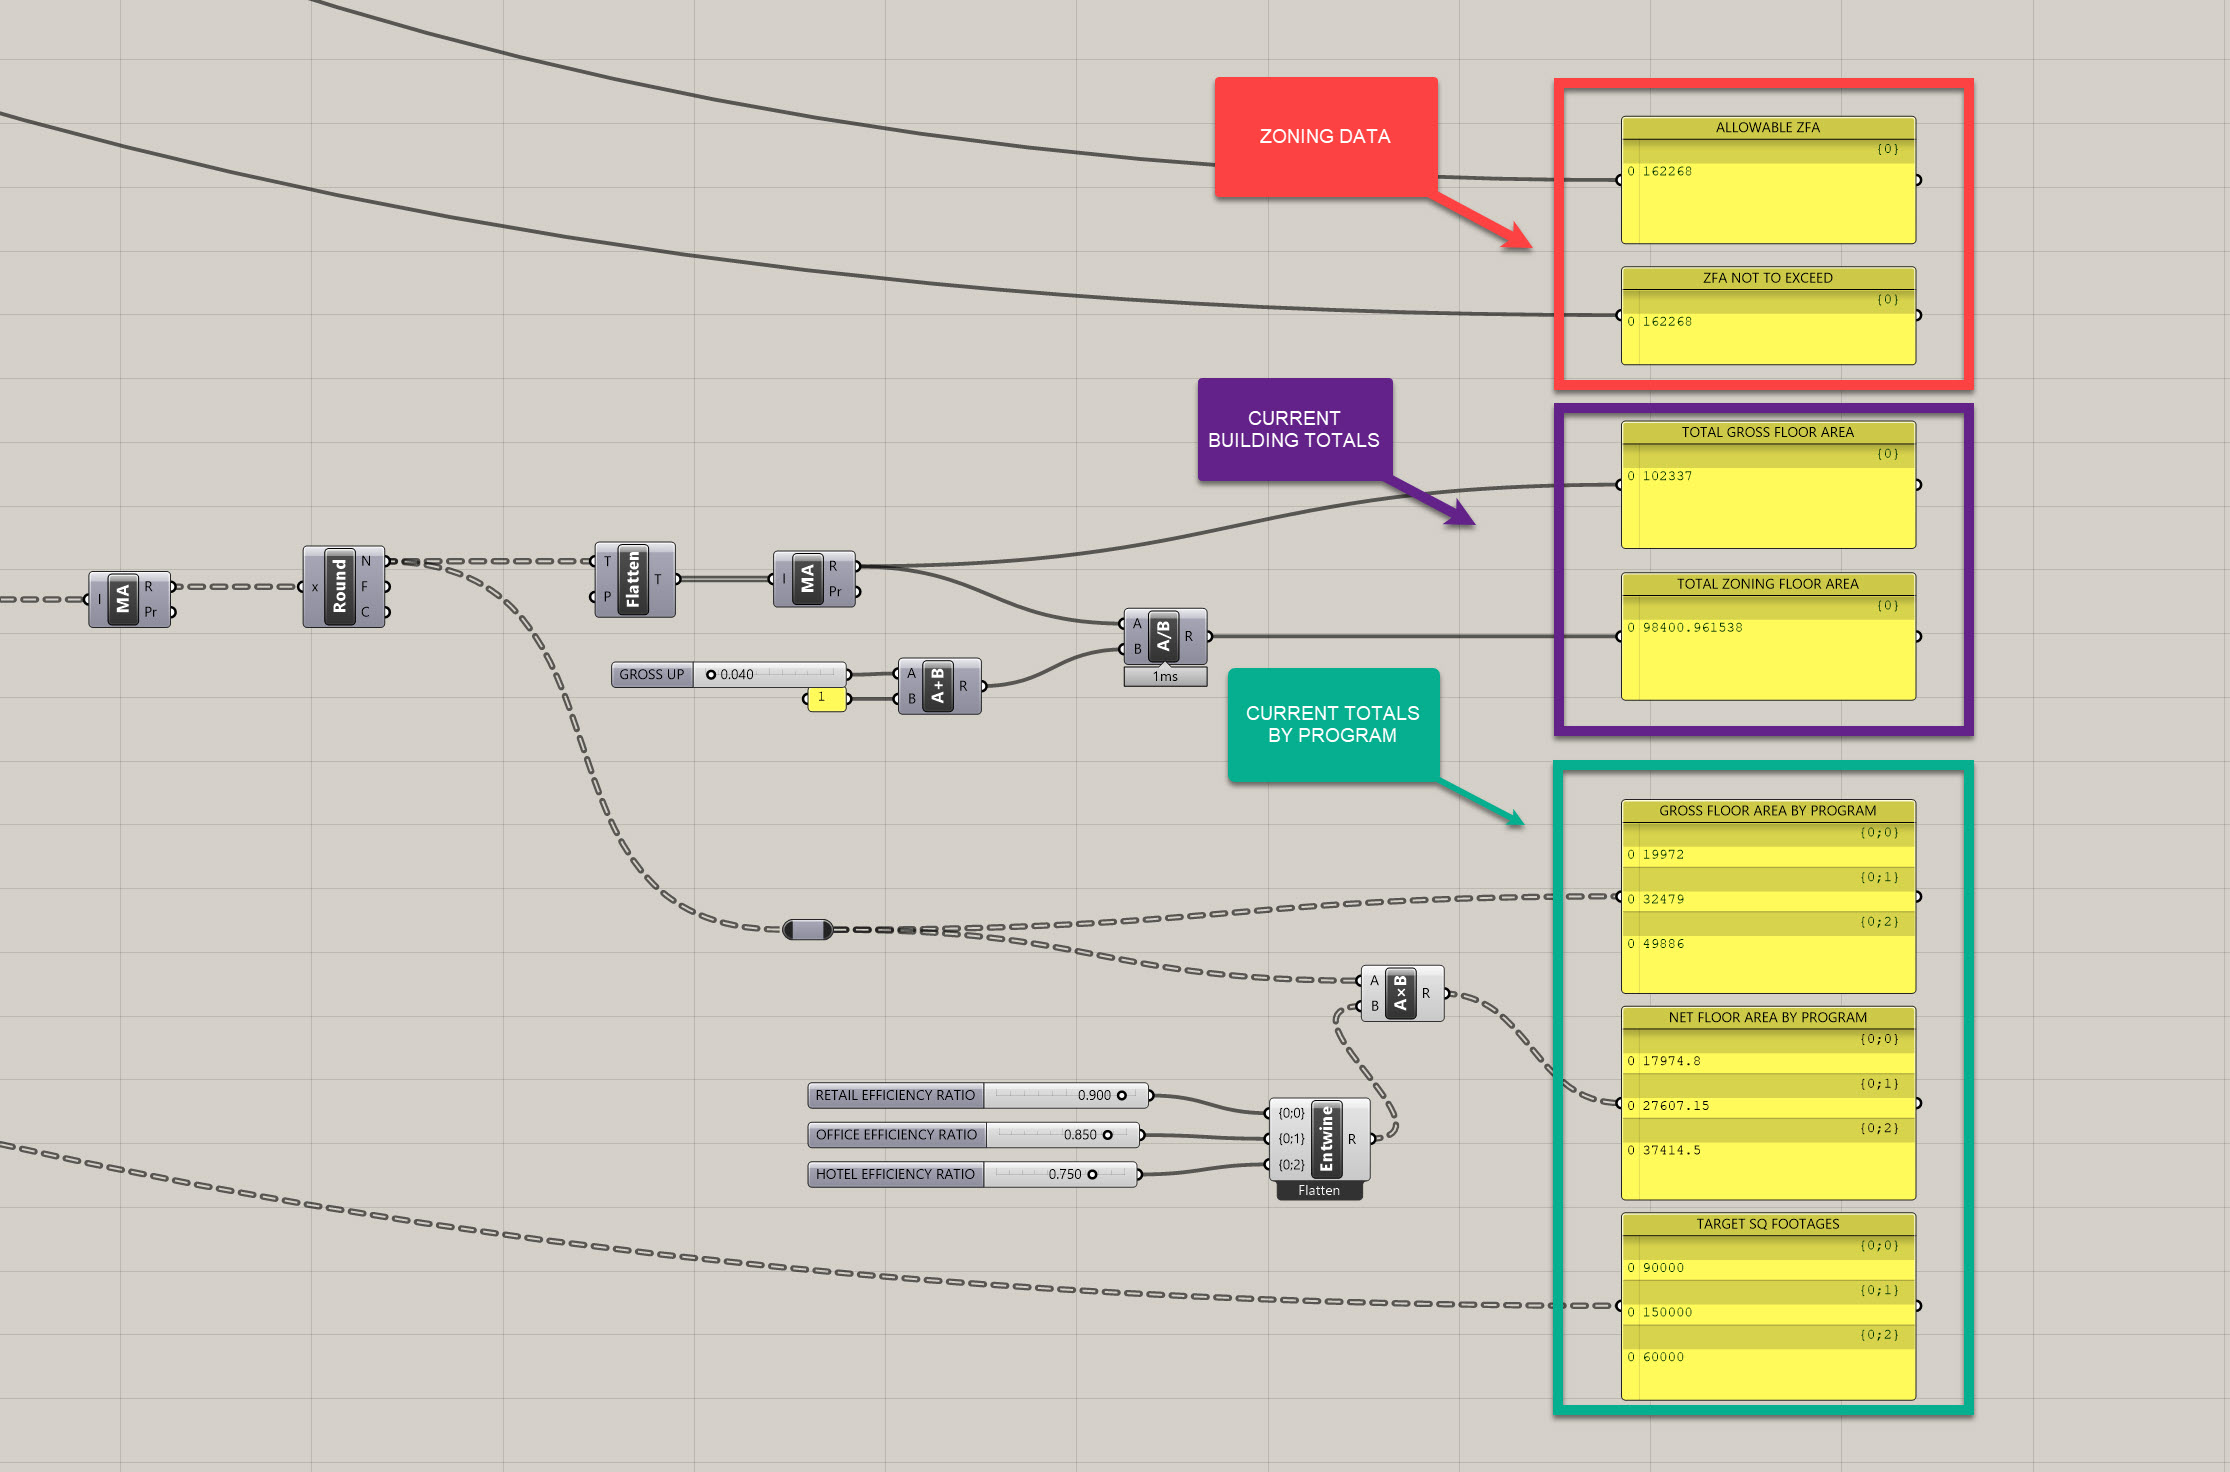 ZONING DATA
ALLOWABLE ZFA
{0}
0 162268
ZFA NOT TO EXCEED
{0}
0 162268
CURRENT
BUILDING TOTALS
TOTAL GROSS FLOOR AREA
{0}
0 102337
TOTAL ZONING FLOOR AREA
{0}
0 98400.961538
I MA R
Pr
x Round N
F
C
T Flatten T
P
I MA R
Pr
A A/B R
B
1ms
GROSS UP 0.040
1
A A+B R
B
CURRENT TOTALS
BY PROGRAM
GROSS FLOOR AREA BY PROGRAM
{0;0}
0 19972
{0;1}
0 32479
{0;2}
0 49886
A A×B R
B
NET FLOOR AREA BY PROGRAM
{0;0}
0 17974.8
{0;1}
0 27607.15
{0;2}
0 37414.5
RETAIL EFFICIENCY RATIO 0.900
OFFICE EFFICIENCY RATIO 0.850
HOTEL EFFICIENCY RATIO 0.750
{0;0}
{0;1} Entwine R
{0;2}
Flatten
TARGET SQ FOOTAGES
{0;0}
0 90000
{0;1}
0 150000
{0;2}
0 60000